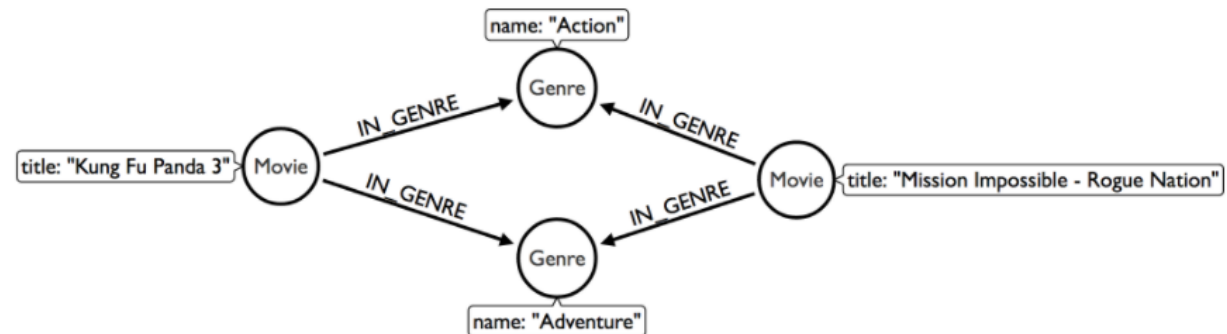 name: "Action"
Genre
IN_GENRE
IN_GENRE
title: "Kung Fu Panda 3"
Movie
Movie
title: "Mission Impossible - Rogue Nation"
IN_GENRE
IN_GENRE
Genre
name: "Adventure"